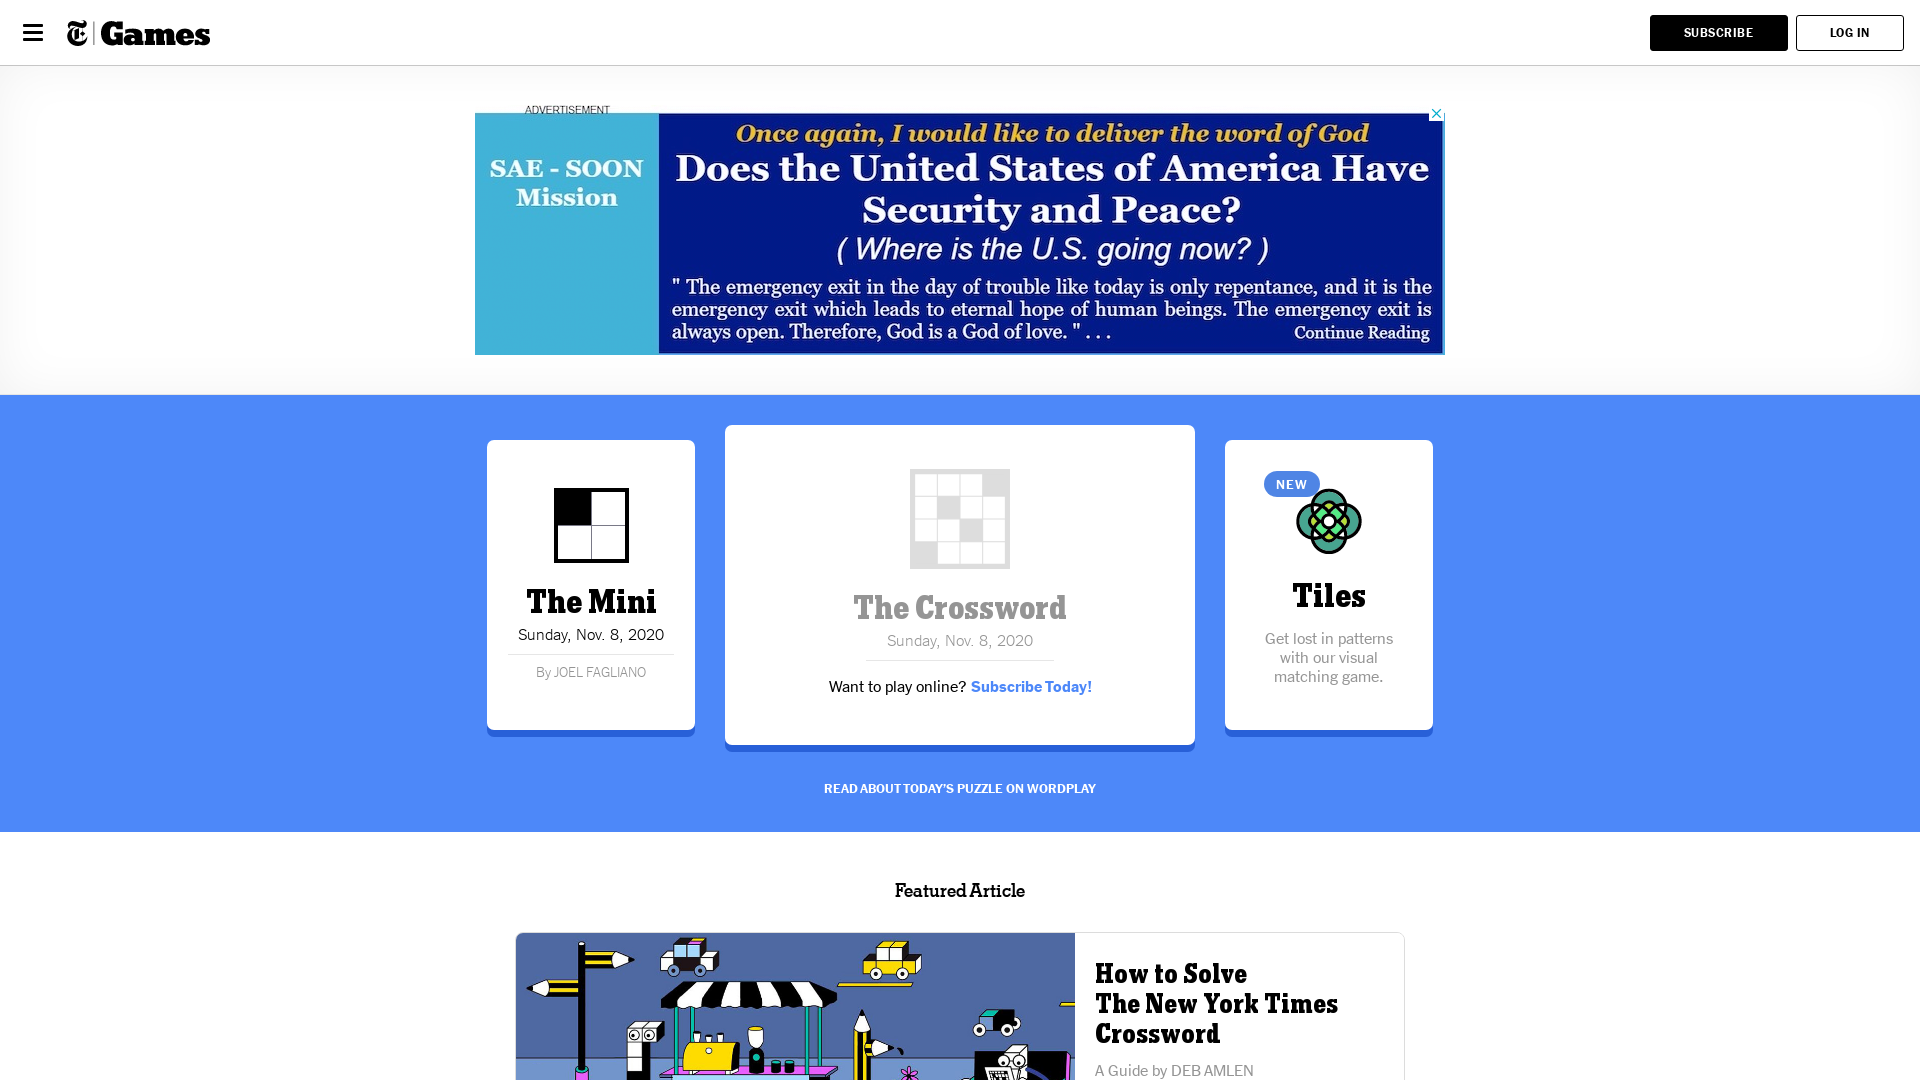 T Games
SUBSCRIBE
LOG IN
ADVERTISEMENT
SAE - SOON
Mission
Once again, I would like to deliver the word of God
Does the United States of America Have
Security and Peace?
( Where is the U.S. going now? )
" The emergency exit in the day of trouble like today is only repentance, and it is the
emergency exit which leads to eternal hope of human beings. The emergency exit is
always open. Therefore, God is a God of love. " . . .
Continue Reading
The Mini
Sunday, Nov. 8, 2020
By JOEL FAGLIANO
The Crossword
Sunday, Nov. 8, 2020
Want to play online? Subscribe Today!
NEW
Tiles
Get lost in patterns
with our visual
matching game.
READ ABOUT TODAY'S PUZZLE ON WORDPLAY
Featured Article
How to Solve
The New York Times
Crossword
A Guide by DEB AMLEN